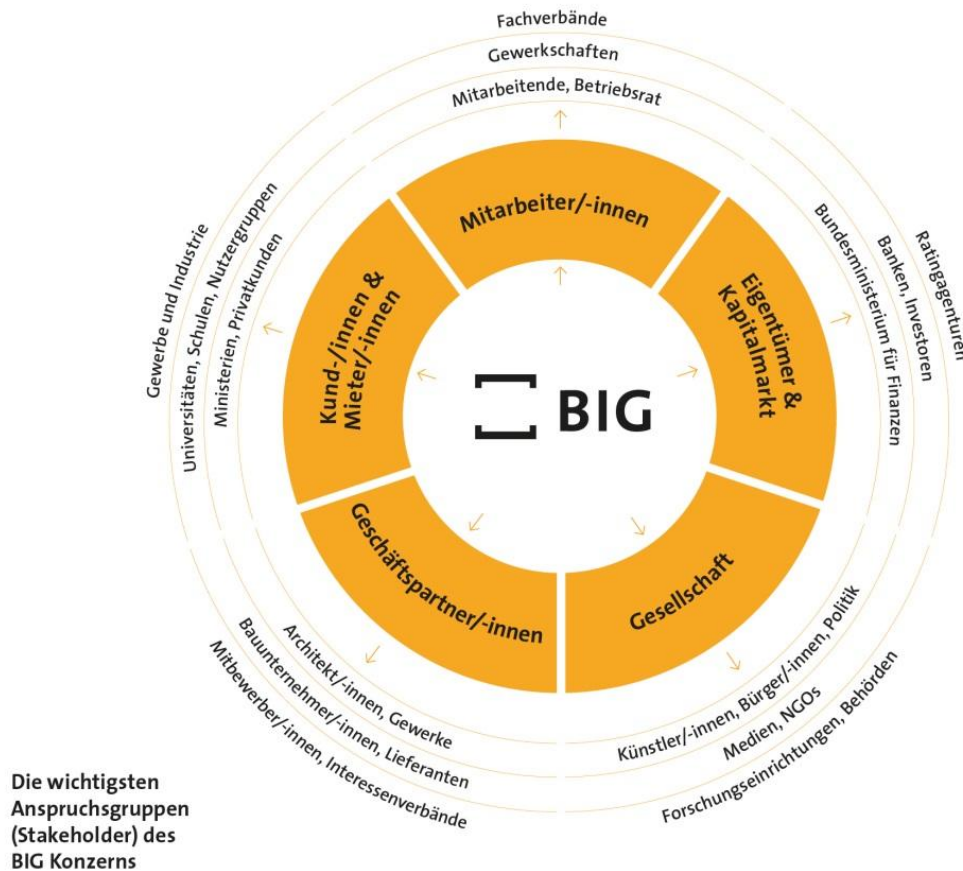 Fachverbände
Gewerkschaften
Mitarbeitende, Betriebsrat
Mitarbeiter/-innen
Ratingagenturen
Banken, Investoren
Bundesministerium für Finanzen
Eigentümer &
Kapitalmarkt
Gewerbe und Industrie
Universitäten, Schulen, Nutzergruppen
Ministerien, Privatkunden
Kund-/innen &
Mieter/-innen
BIG
Geschäftspartner/-innen
Architekt/-innen, Gewerke
Bauunternehmer/-innen, Lieferanten
Mitbewerber/-innen, Interessenverbände
Gesellschaft
Künstler/-innen, Bürger/-innen, Politik
Medien, NGOs
Forschungseinrichtungen, Behörden
Die wichtigsten
Anspruchsgruppen
(Stakeholder) des
BIG Konzerns